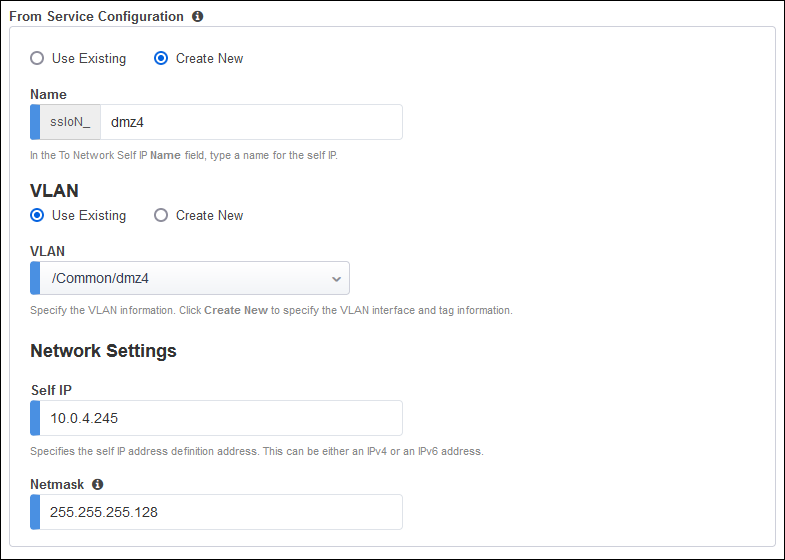 From Service Configuration
Use Existing Create New
Name
ssloN_ dmz4
In the To Network Self IP Name field, type a name for the self IP.
VLAN
Use Existing Create New
VLAN
/Common/dmz4
Specify the VLAN information. Click Create New to specify the VLAN interface and tag information.
Network Settings
Self IP
10.0.4.245
Specifies the self IP address definition address. This can be either an IPv4 or an IPv6 address.
Netmask
255.255.255.128